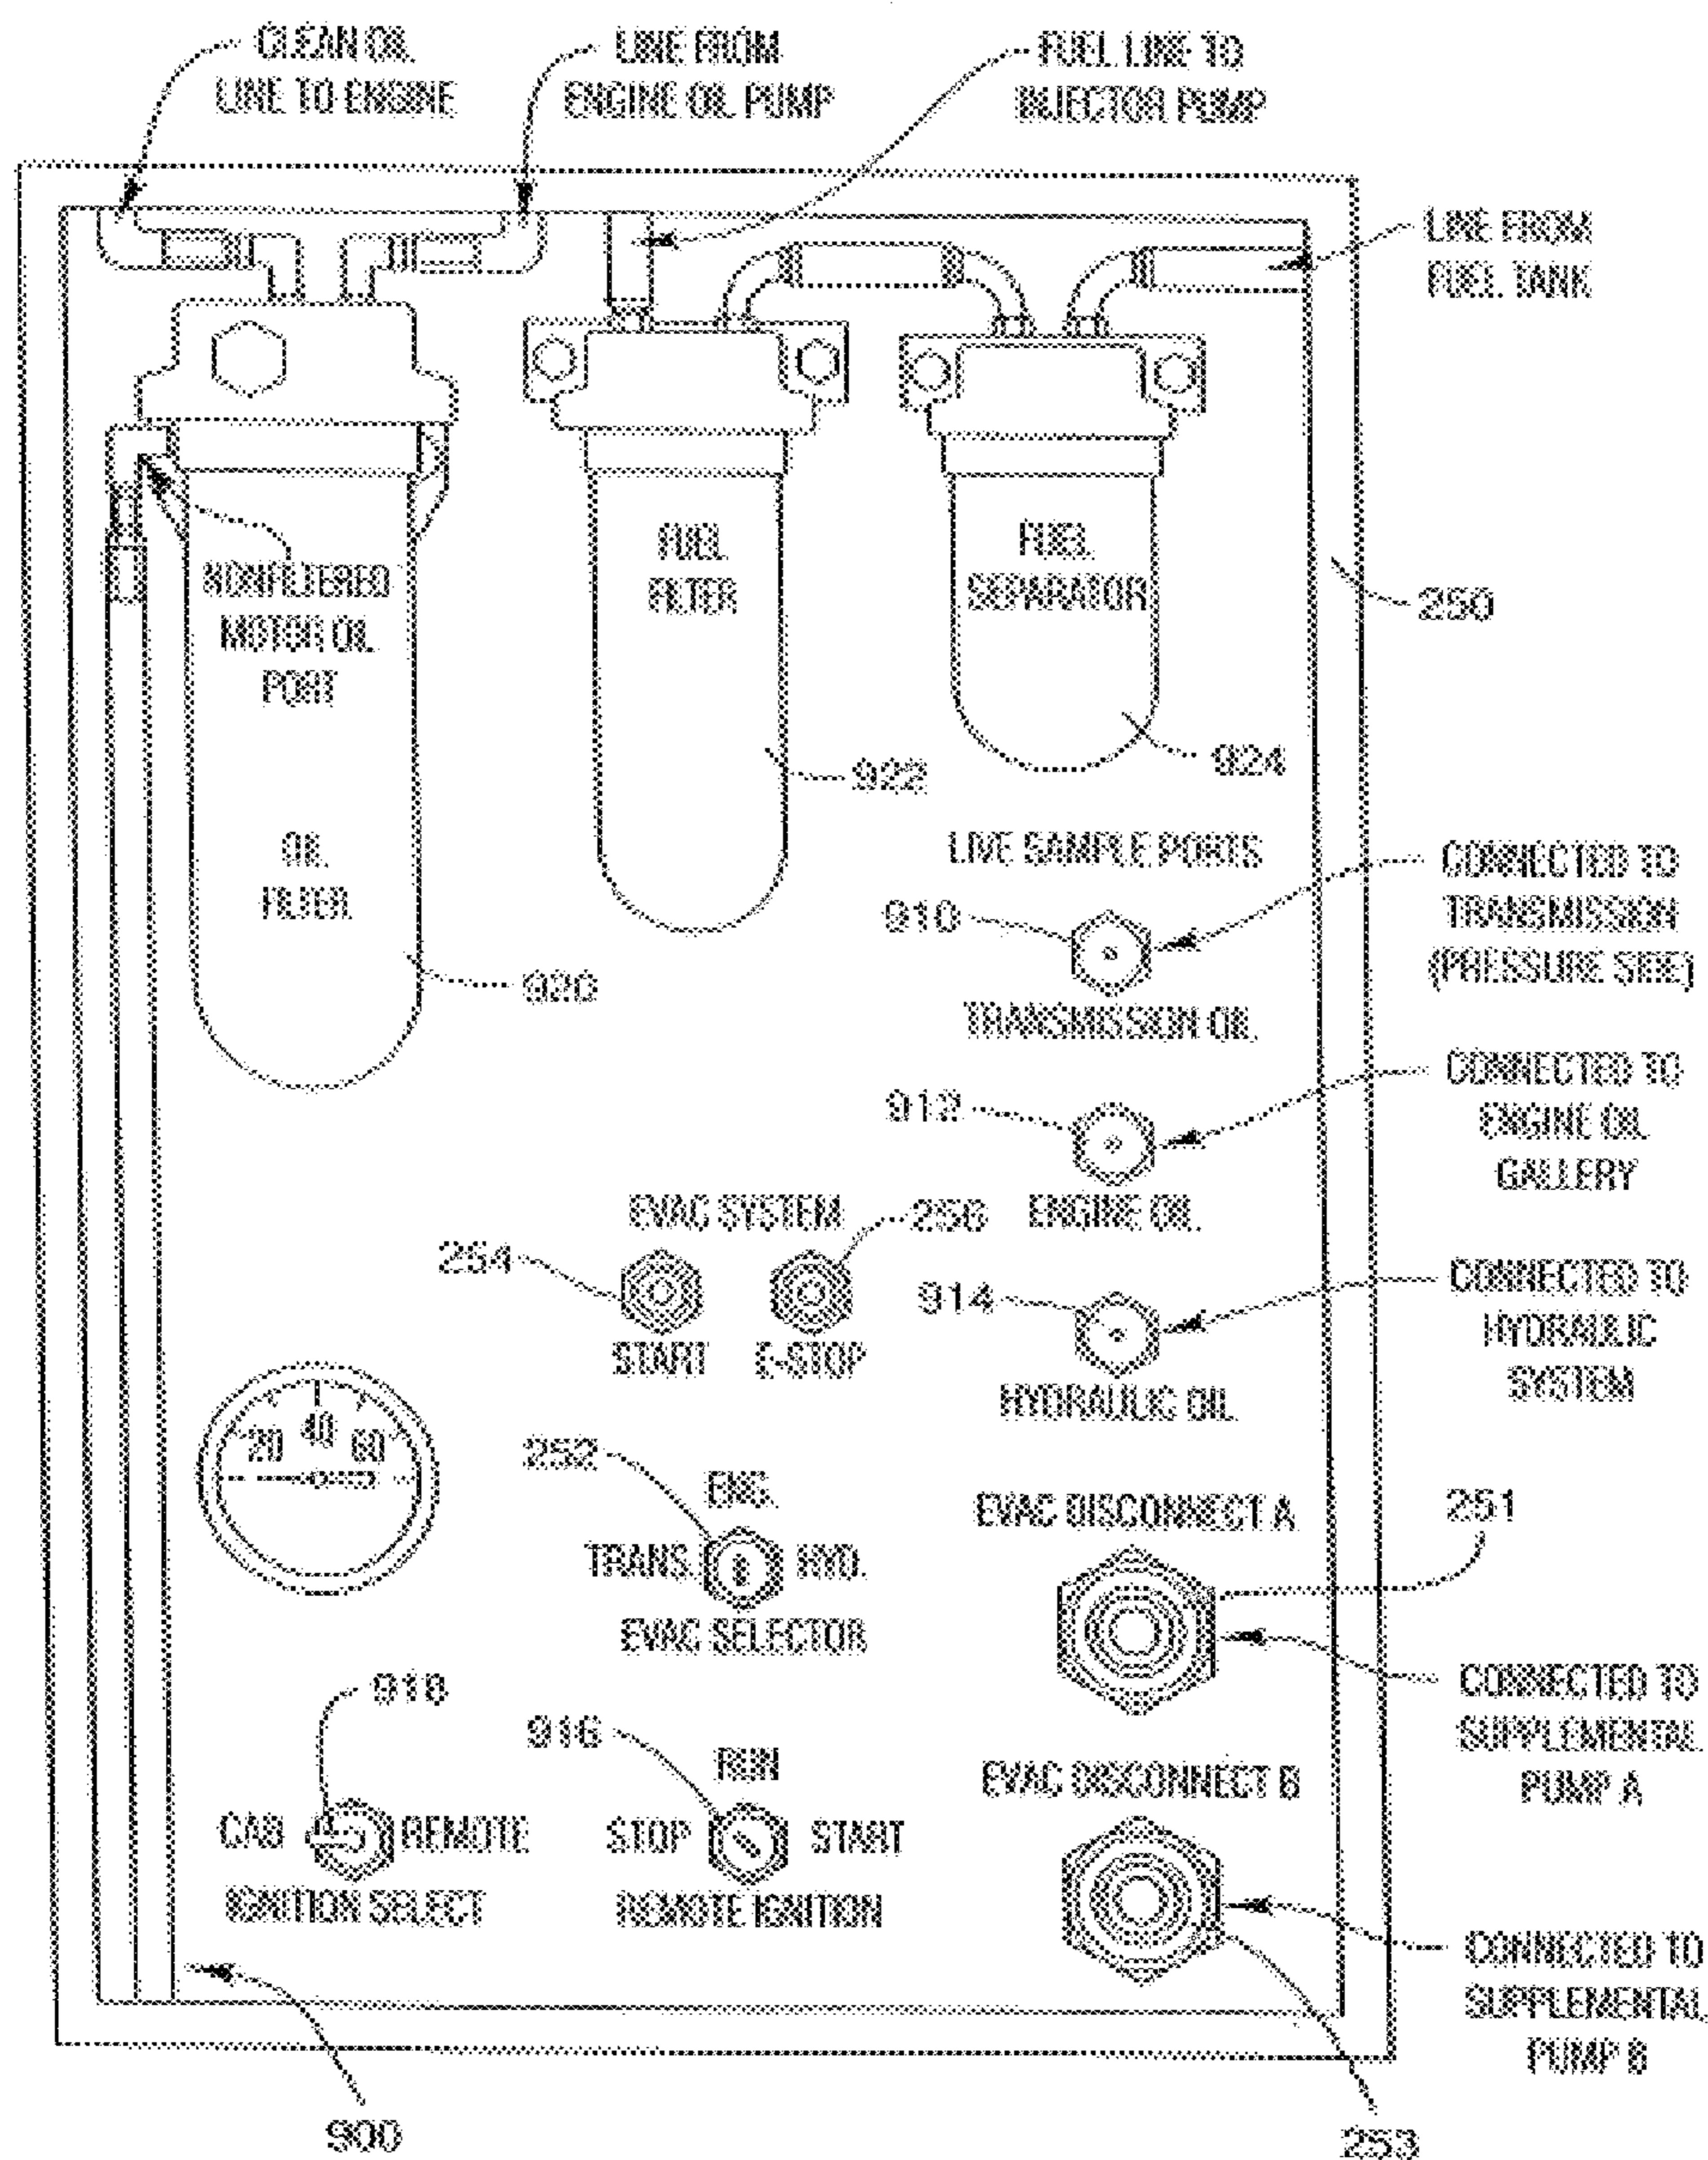 CLEAN OIL
LINE TO ENGINE
LINE FROM
ENGINE OIL PUMP
FUEL LINE TO
INJECTOR PUMP
LINE FROM
FUEL TANK
NONFILTERED
MOTOR OIL
PORT
OIL
FILTER
FUEL
FILTER
FUEL
SEPARATOR
250
922
924
920
LIVE SAMPLE PORTS
910
TRANSMISSION OIL
CONNECTED TO
TRANSMISSION
(PRESSURE SIDE)
912
ENGINE OIL
CONNECTED TO
ENGINE OIL
GALLERY
EVAC SYSTEM
256
254
START
E-STOP
914
HYDRAULIC OIL
CONNECTED TO
HYDRAULIC
SYSTEM
20 40 60
252
ENG.
TRANS.
HYD.
EVAC SELECTOR
EVAC DISCONNECT A
251
CONNECTED TO
SUPPLEMENTAL
PUMP A
918
CAB
REMOTE
IGNITION SELECT
916
RUN
STOP
START
REMOTE IGNITION
EVAC DISCONNECT B
CONNECTED TO
SUPPLEMENTAL
PUMP B
900
253